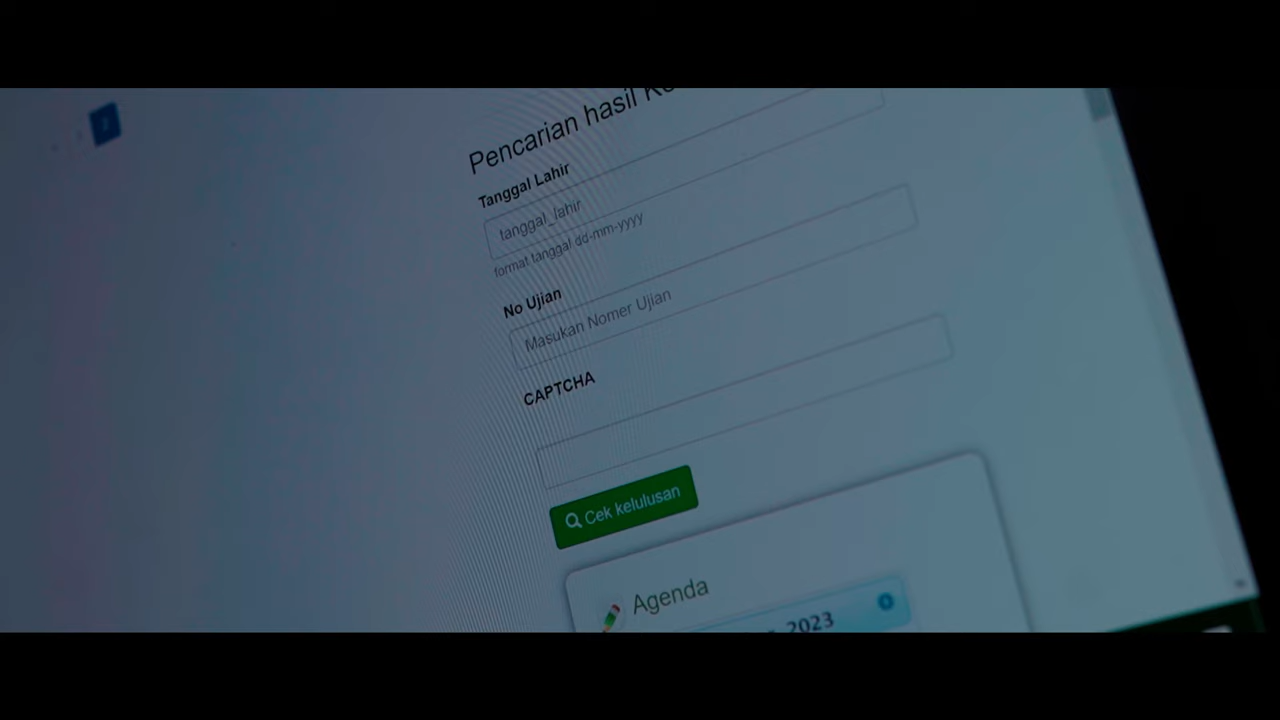 Pencarian hasil
Tanggal Lahir
tanggal_lahir
format tanggal dd-mm-yyyy
No Ujian
Masukan Nomer Ujian
CAPTCHA
Cek kelulusan
Agenda
2023